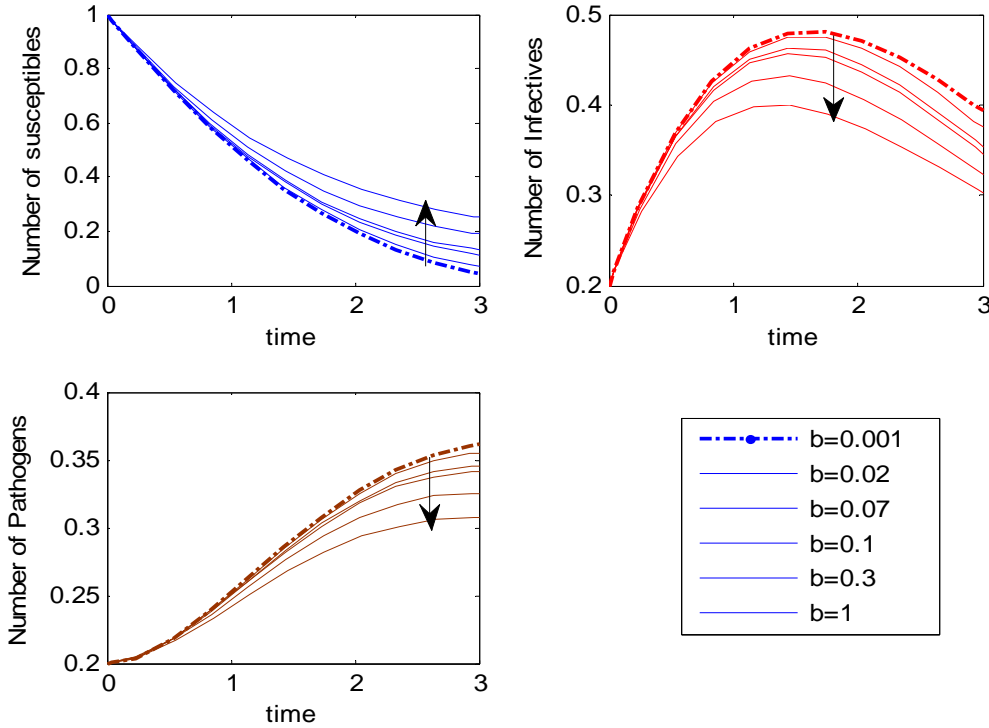 Number of susceptibles
1
0.8
0.6
0.4
0.2
0
0 1 2 3
time
Number of Infectives
0.5
0.4
0.3
0.2
0 1 2 3
time
Number of Pathogens
0.4
0.35
0.3
0.25
0.2
0 1 2 3
time
b=0.001
b=0.02
b=0.07
b=0.1
b=0.3
b=1